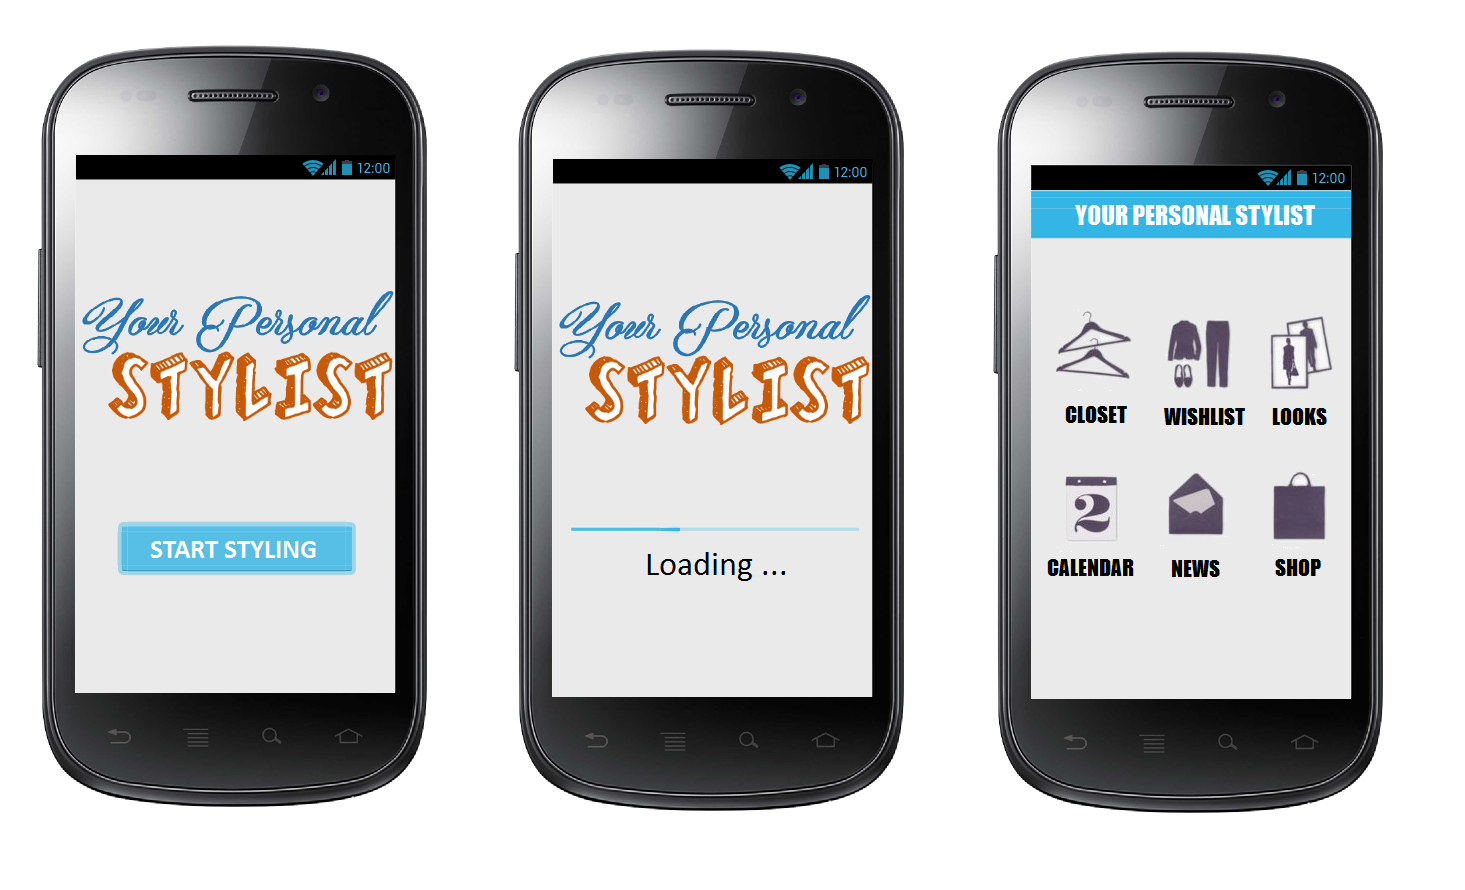 12:00
Your Personal
STYLIST
START STYLING
12:00
Your Personal
STYLIST
Loading ...
12:00
YOUR PERSONAL STYLIST
CLOSET WISHLIST LOOKS
2
CALENDAR NEWS SHOP